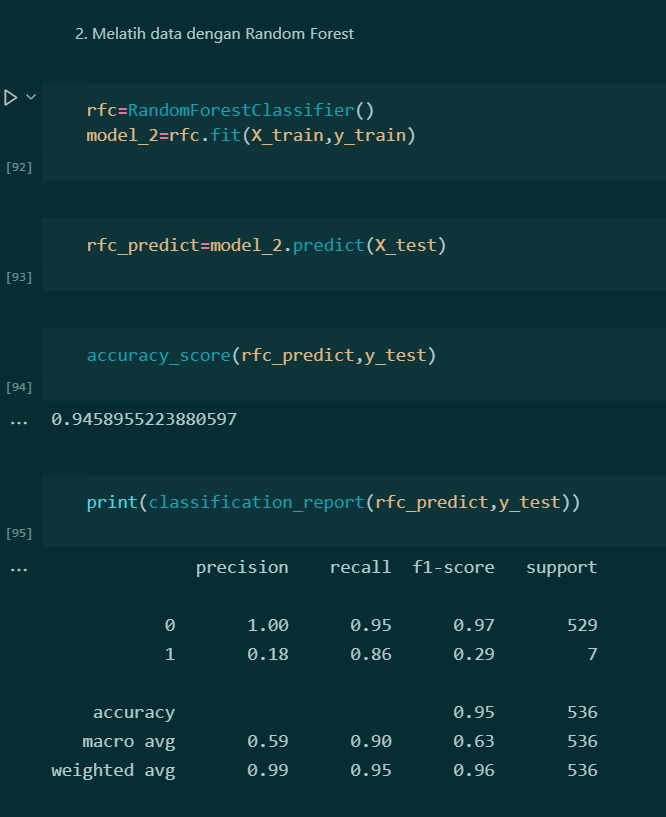 2. Melatih data dengan Random Forest
rfc=RandomForestClassifier()
model_2=rfc.fit(X_train,y_train)
[92]
rfc_predict=model_2.predict(X_test)
[93]
accuracy_score(rfc_predict,y_test)
[94]
... 0.9458955223880597
print(classification_report(rfc_predict,y_test))
[95]
... precision recall f1-score support
0 1.00 0.95 0.97 529
1 0.18 0.86 0.29 7
accuracy 0.95 536
macro avg 0.59 0.90 0.63 536
weighted avg 0.99 0.95 0.96 536